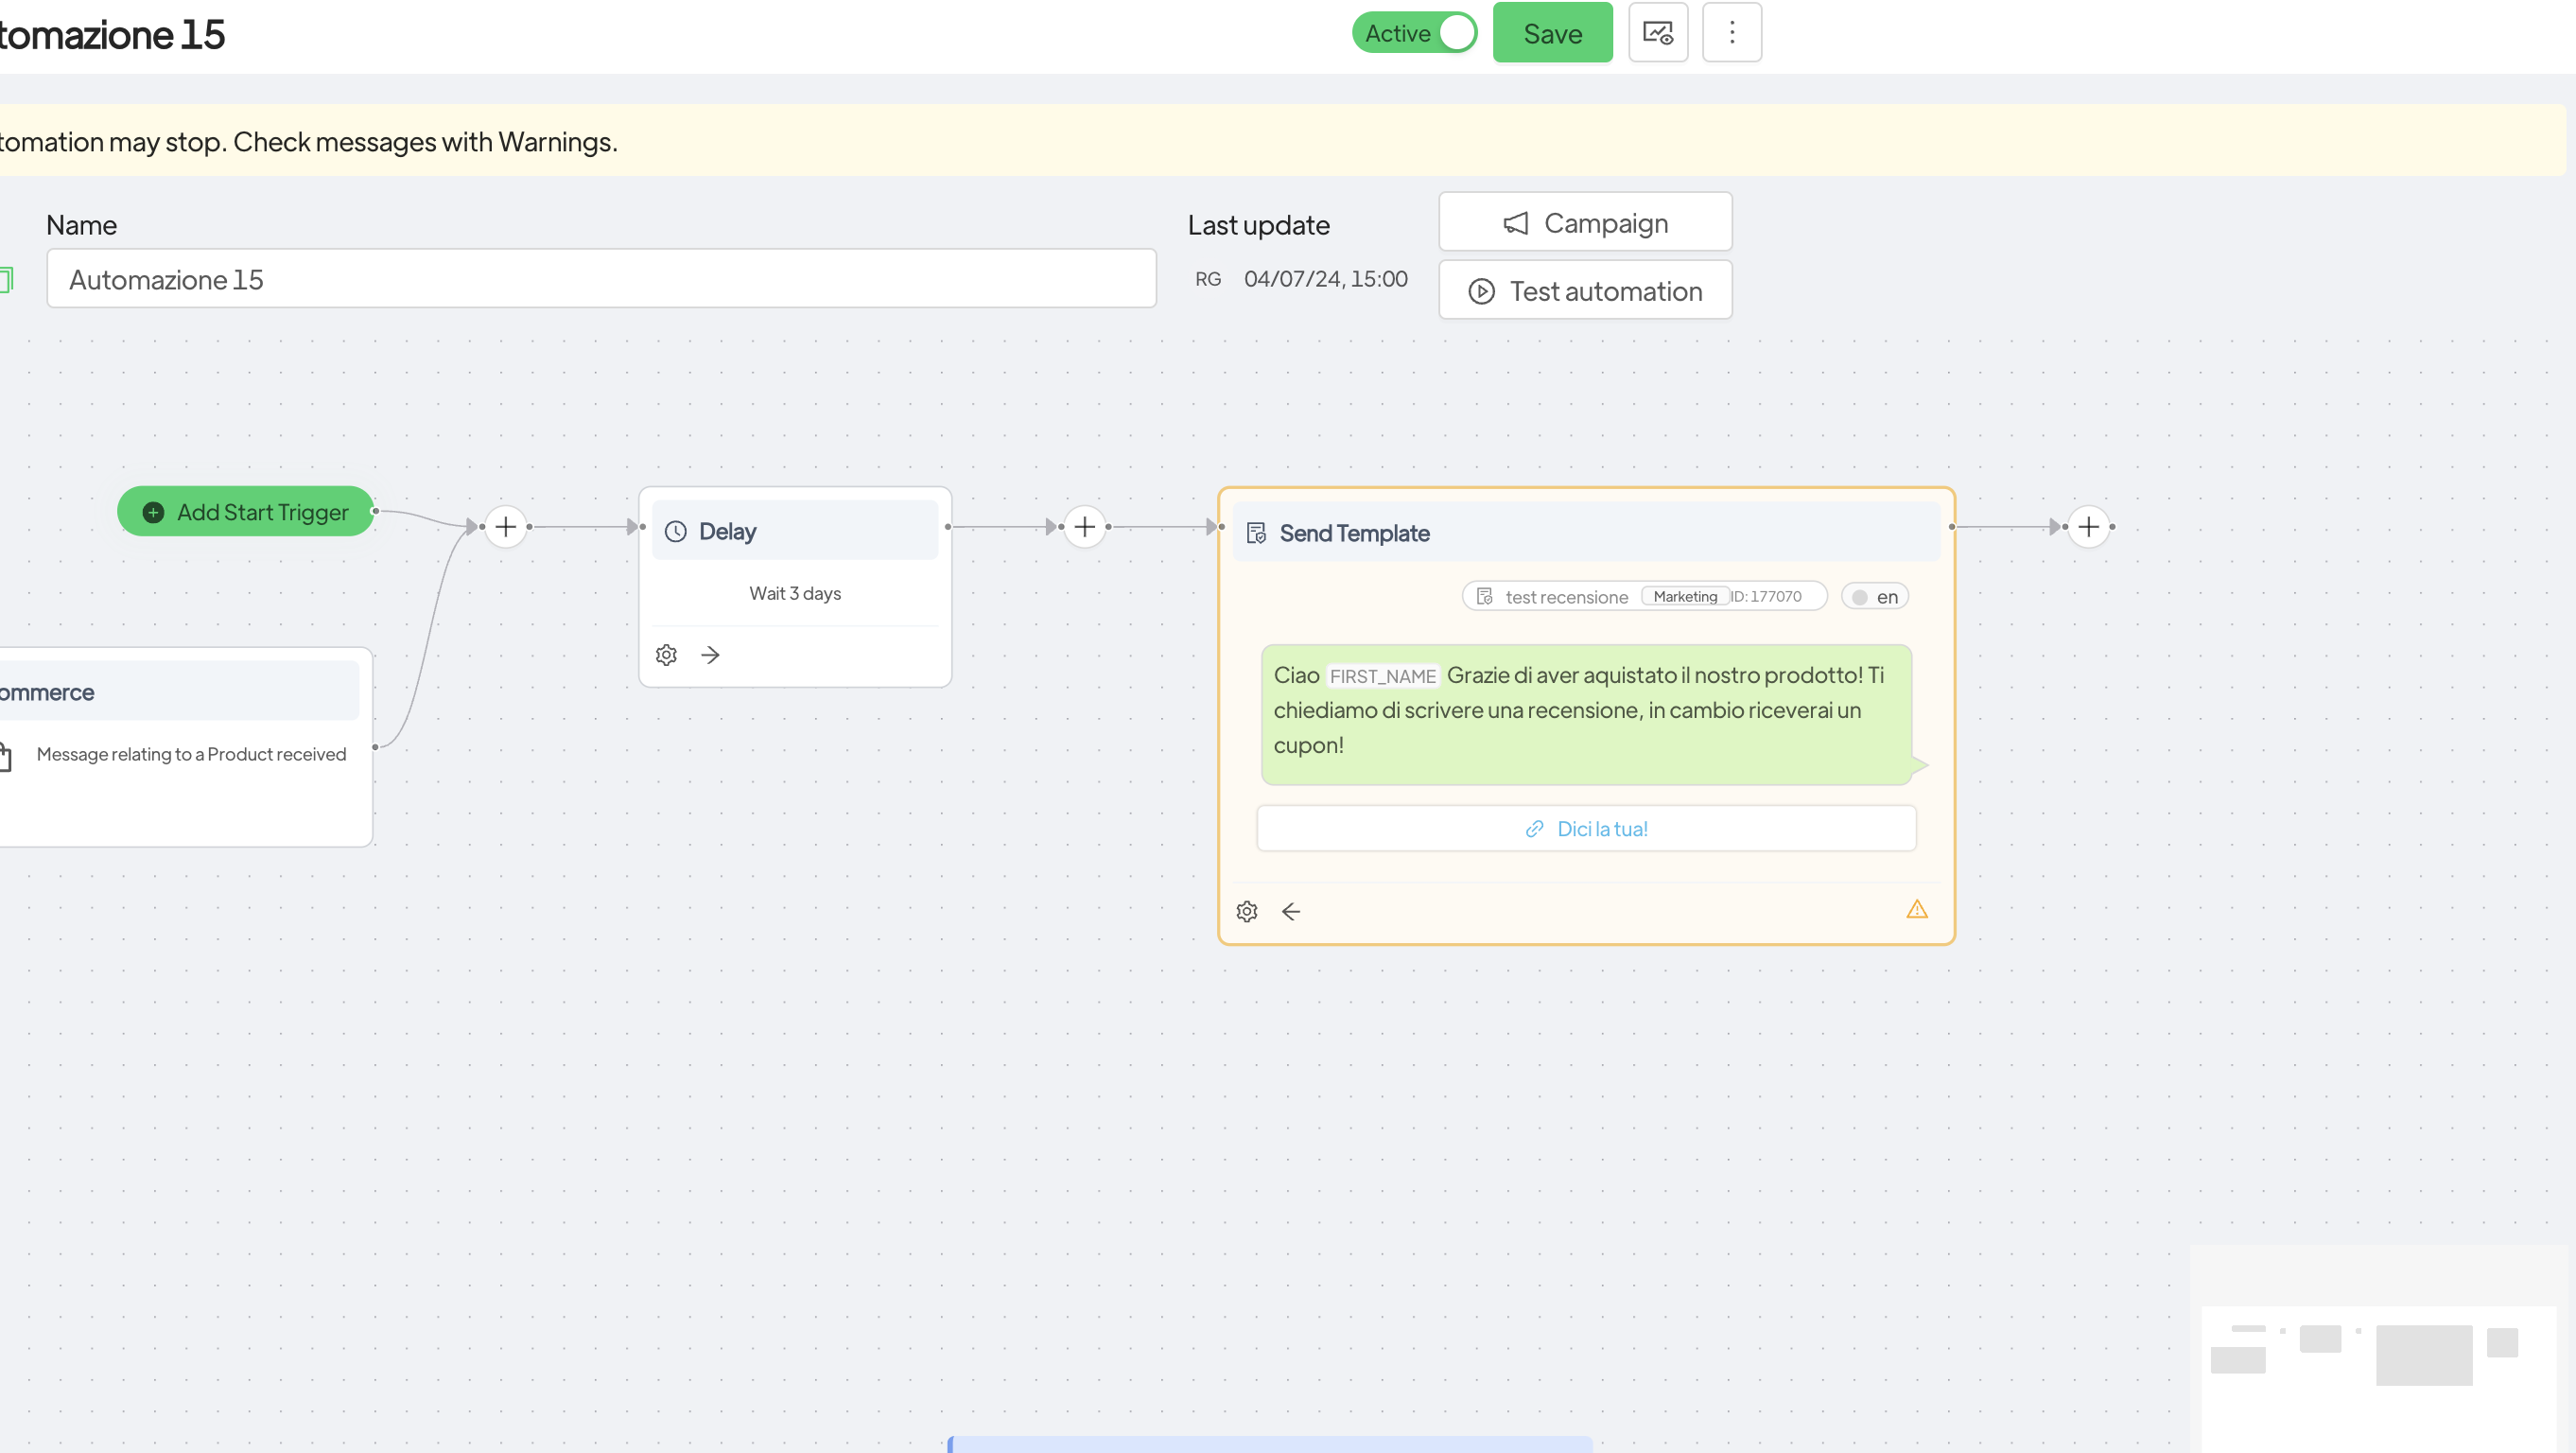 tomazione 15
Active
Save
tomation may stop. Check messages with Warnings.
Name
Last update
Campaign
Automazione 15
RG 04/07/24, 15:00
Test automation
Add Start Trigger
Delay
Send Template
Wait 3 days
test recensione Marketing ID: 177070 en
Ciao FIRST_NAME Grazie di aver aquistato il nostro prodotto! Ti
chiediamo di scrivere una recensione, in cambio riceverai un
cupon!
ommerce
Message relating to a Product received
Dici la tua!